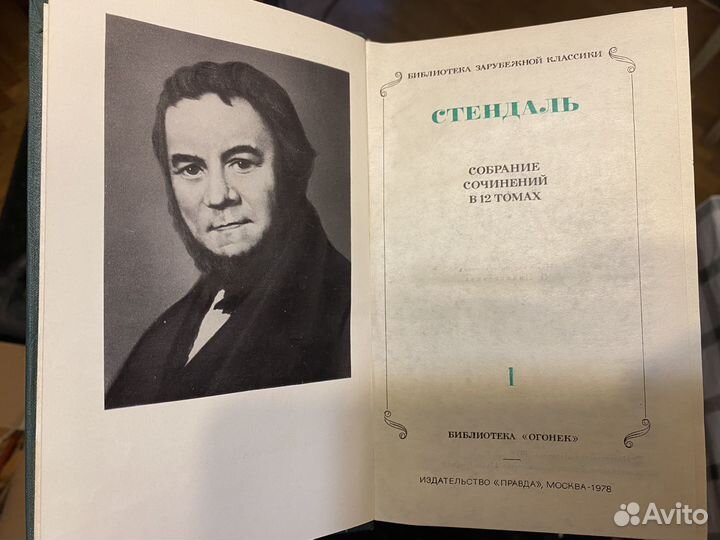 БИБЛИОТЕКА ЗАРУБЕЖНОЙ КЛАССИКИ
СТЕНДАЛЬ
СОБРАНИЕ
СОЧИНЕНИЙ
В 12 ТОМАХ
1
БИБЛИОТЕКА «ОГОНЕК»
ИЗДАТЕЛЬСТВО «ПРАВДА», МОСКВА-1978
Avito